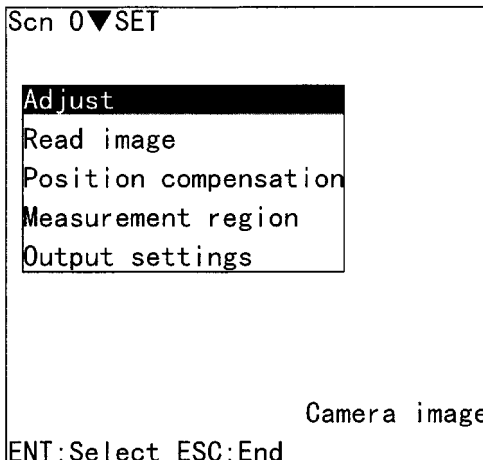 Scn 0▼SET
Adjust
Read image
Position compensation
Measurement region
Output settings
Camera image
ENT:Select ESC:End